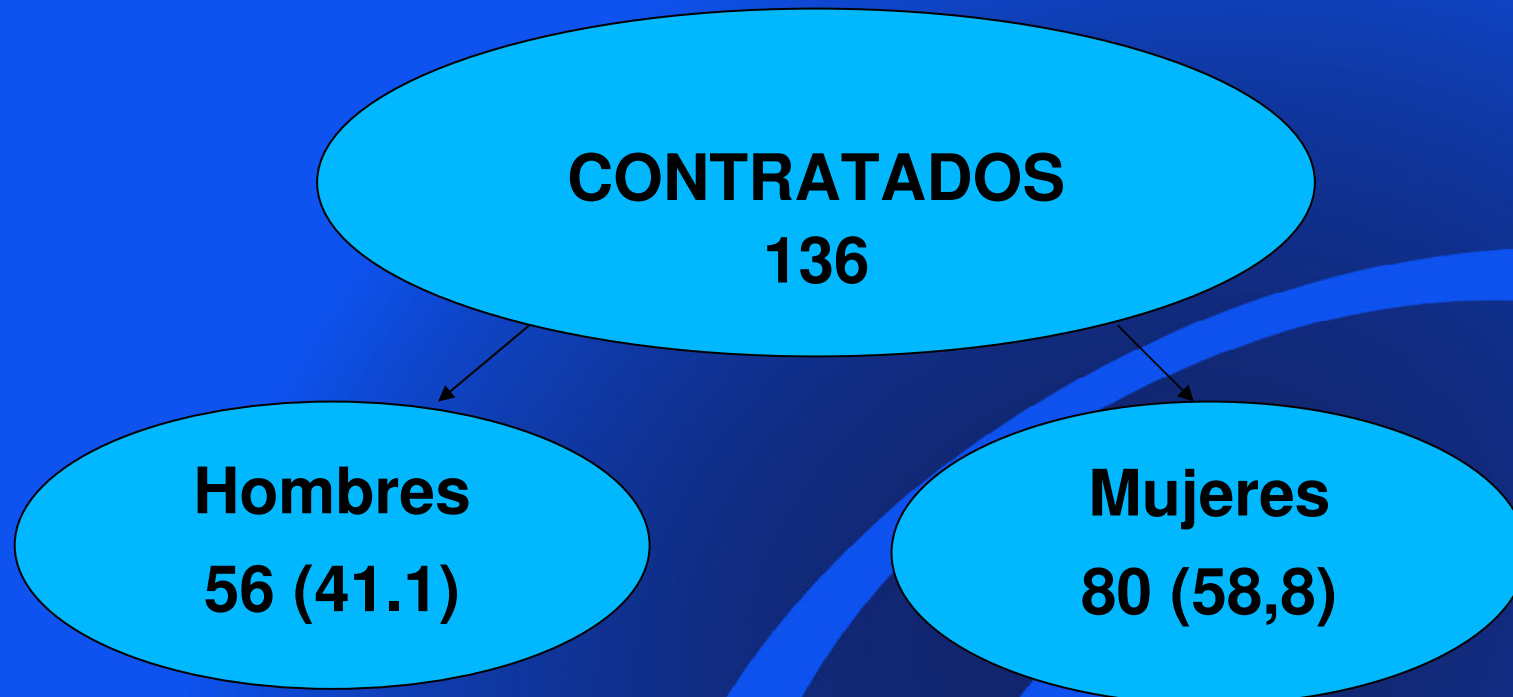 CONTRATADOS
136
Hombres
56 (41.1)
Mujeres
80 (58,8)